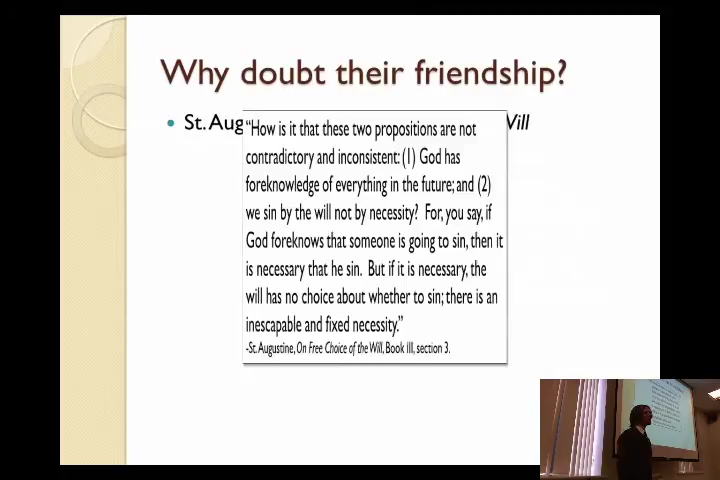 Why doubt their friendship?
St. Aug
Will
"How is it that these two propositions are not
contradictory and inconsistent: (1) God has
foreknowledge of everything in the future; and (2)
we sin by the will not by necessity? For, you say, if
God foreknows that someone is going to sin, then it
is necessary that he sin. But if it is necessary, the
will has no choice about whether to sin; there is an
inescapable and fixed necessity."
-St. Augustine, On Free Choice of the Will, Book III, section 3.